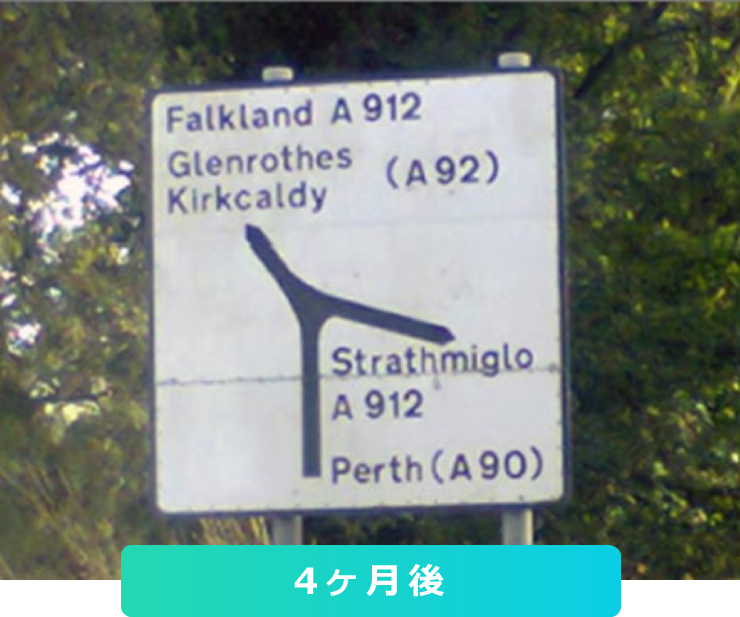 Falkland A 912
Glenrothes (A 92)
Kirkcaldy
Strathmiglo
A 912
Perth (A 90)
4ヶ月後